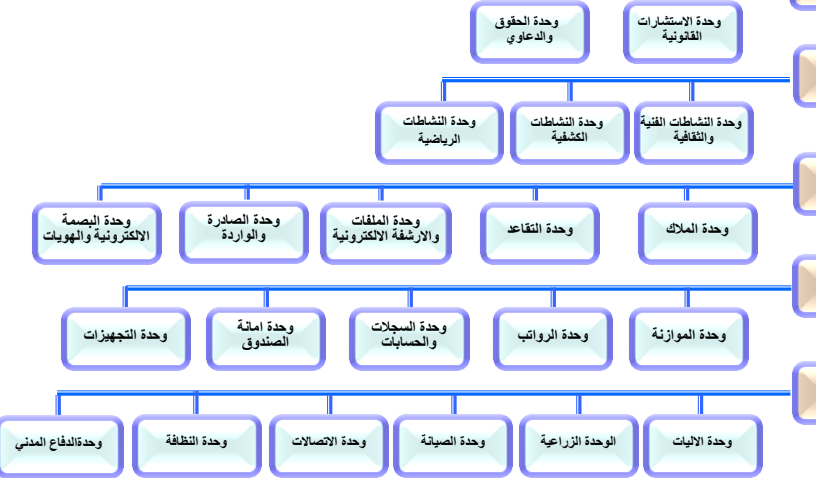 وحدة الاستشارات
القانونية
وحدة الحقوق
والدعاوي
وحدة النشاطات الفنية
والثقافية
وحدة النشاطات
الكشفية
وحدة النشاطات
الرياضية
وحدة الملاك
وحدة التقاعد
وحدة الملفات
والارشفة الالكترونية
وحدة الصادرة
والواردة
وحدة البصمة
الالكترونية والهويات
وحدة الموازنة
وحدة الرواتب
وحدة السجلات
والحسابات
وحدة امانة
الصندوق
وحدة التجهيزات
وحدة الاليات
الوحدة الزراعية
وحدة الصيانة
وحدة الاتصالات
وحدة النظافة
وحدةالدفاع المدني